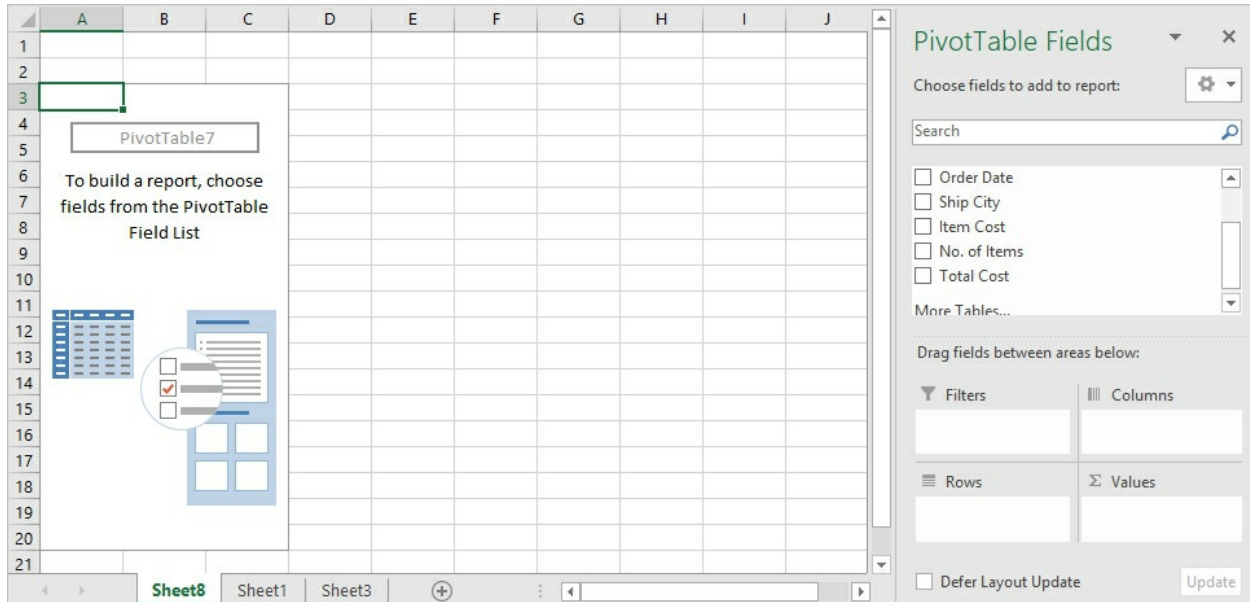 A B C D E F G H I J
1
2
3
4
5
6
7
8
9
10
11
12
13
14
15
16
17
18
19
20
21
PivotTable7
To build a report, choose
fields from the PivotTable
Field List
Sheet8 Sheet1 Sheet3
PivotTable Fields
Choose fields to add to report:
Search
Order Date
Ship City
Item Cost
No. of Items
Total Cost
More Tables...
Drag fields between areas below:
Filters
Columns
Rows
Σ Values
Defer Layout Update
Update